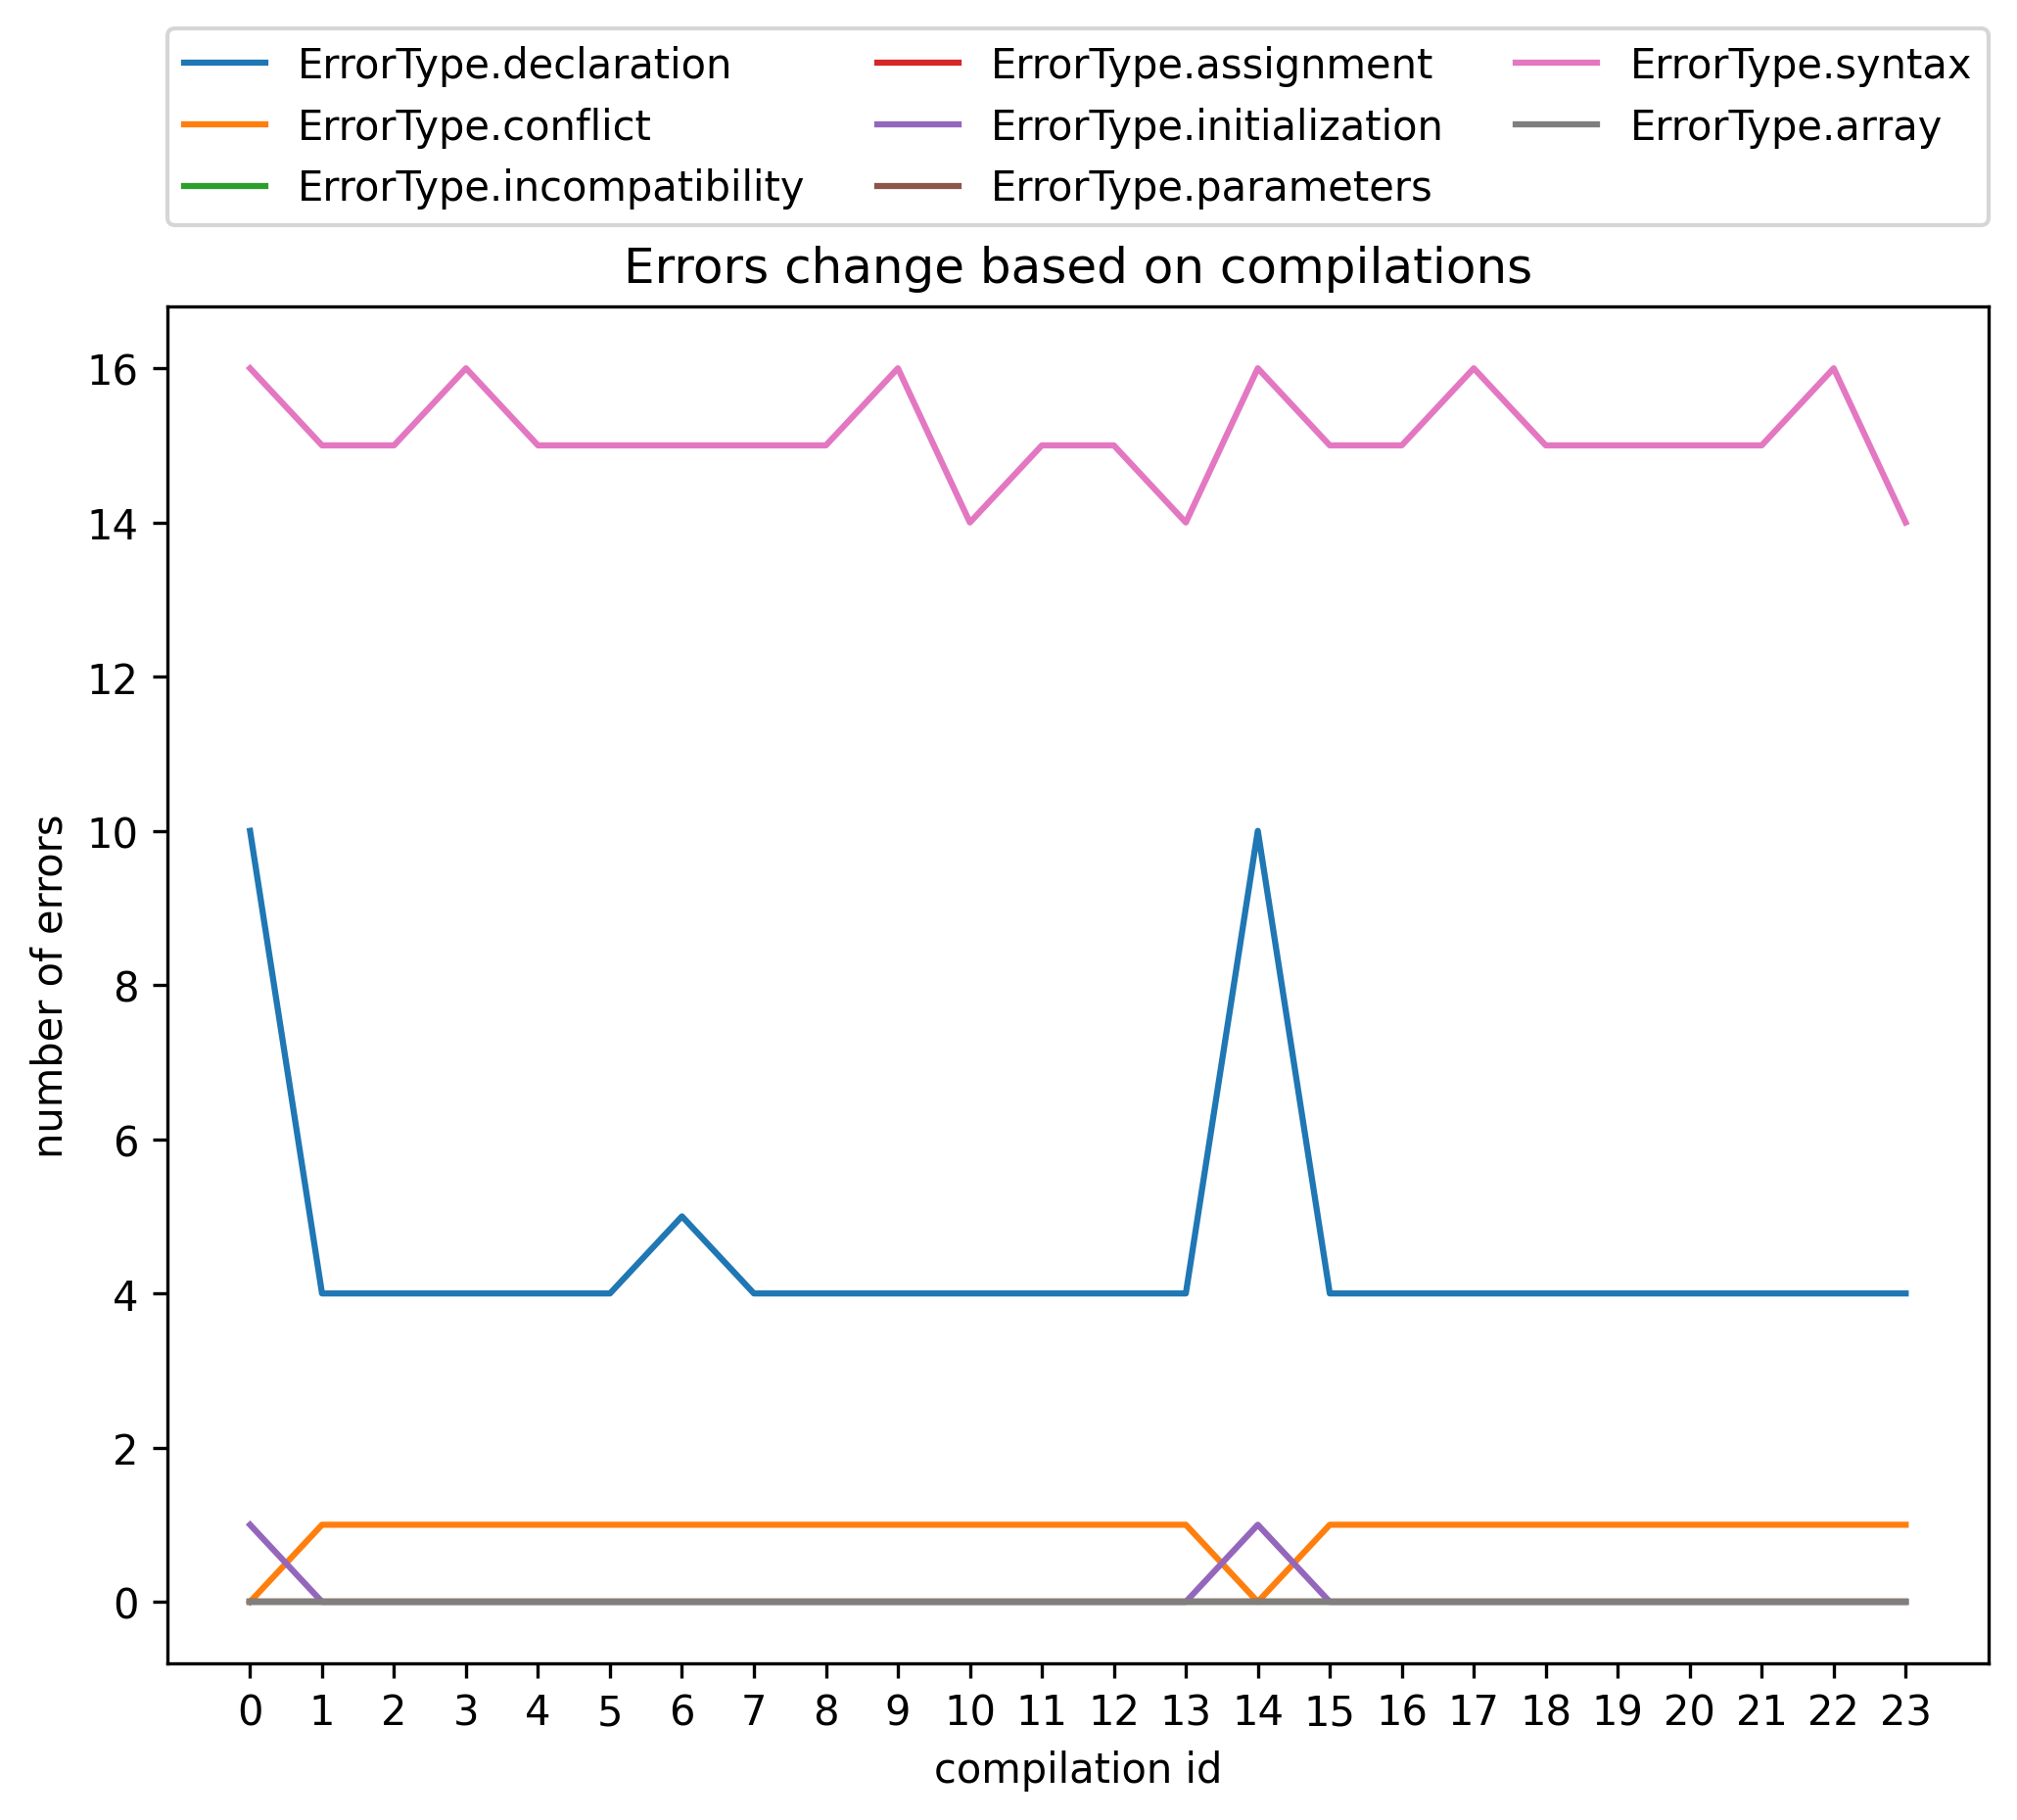 ErrorType.declaration ErrorType.assignment ErrorType.syntax
ErrorType.conflict ErrorType.initialization ErrorType.array
ErrorType.incompatibility ErrorType.parameters
Errors change based on compilations
16
14
12
10
8
6
4
2
0
number of errors
0 1 2 3 4 5 6 7 8 9 10 11 12 13 14 15 16 17 18 19 20 21 22 23
compilation id